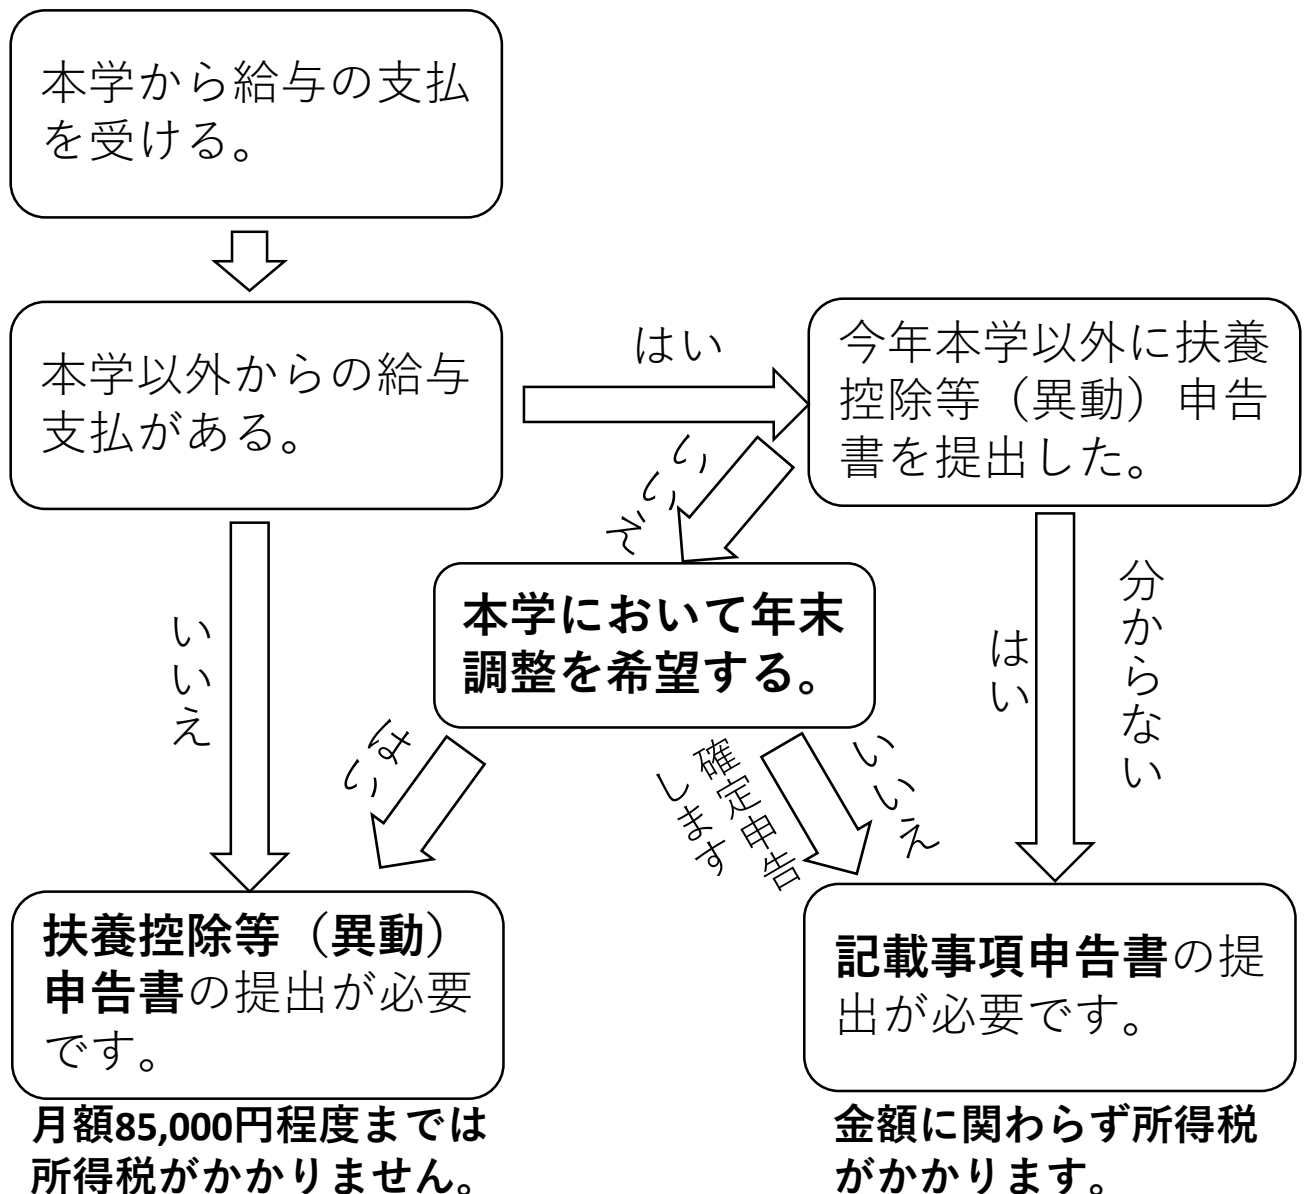 本学から給与の支払
を受ける。
本学以外からの給与
支払がある。
はい
今年本学以外に扶養
控除等（異動）申告
書を提出した。
いいえ
いいえ
本学において年末
調整を希望する。
はい
分からない
はい
確定申告
します
いいえ
扶養控除等（異動）
申告書の提出が必要
です。
記載事項申告書の提
出が必要です。
月額85,000円程度までは
所得税がかかりません。
金額に関わらず所得税
がかかります。